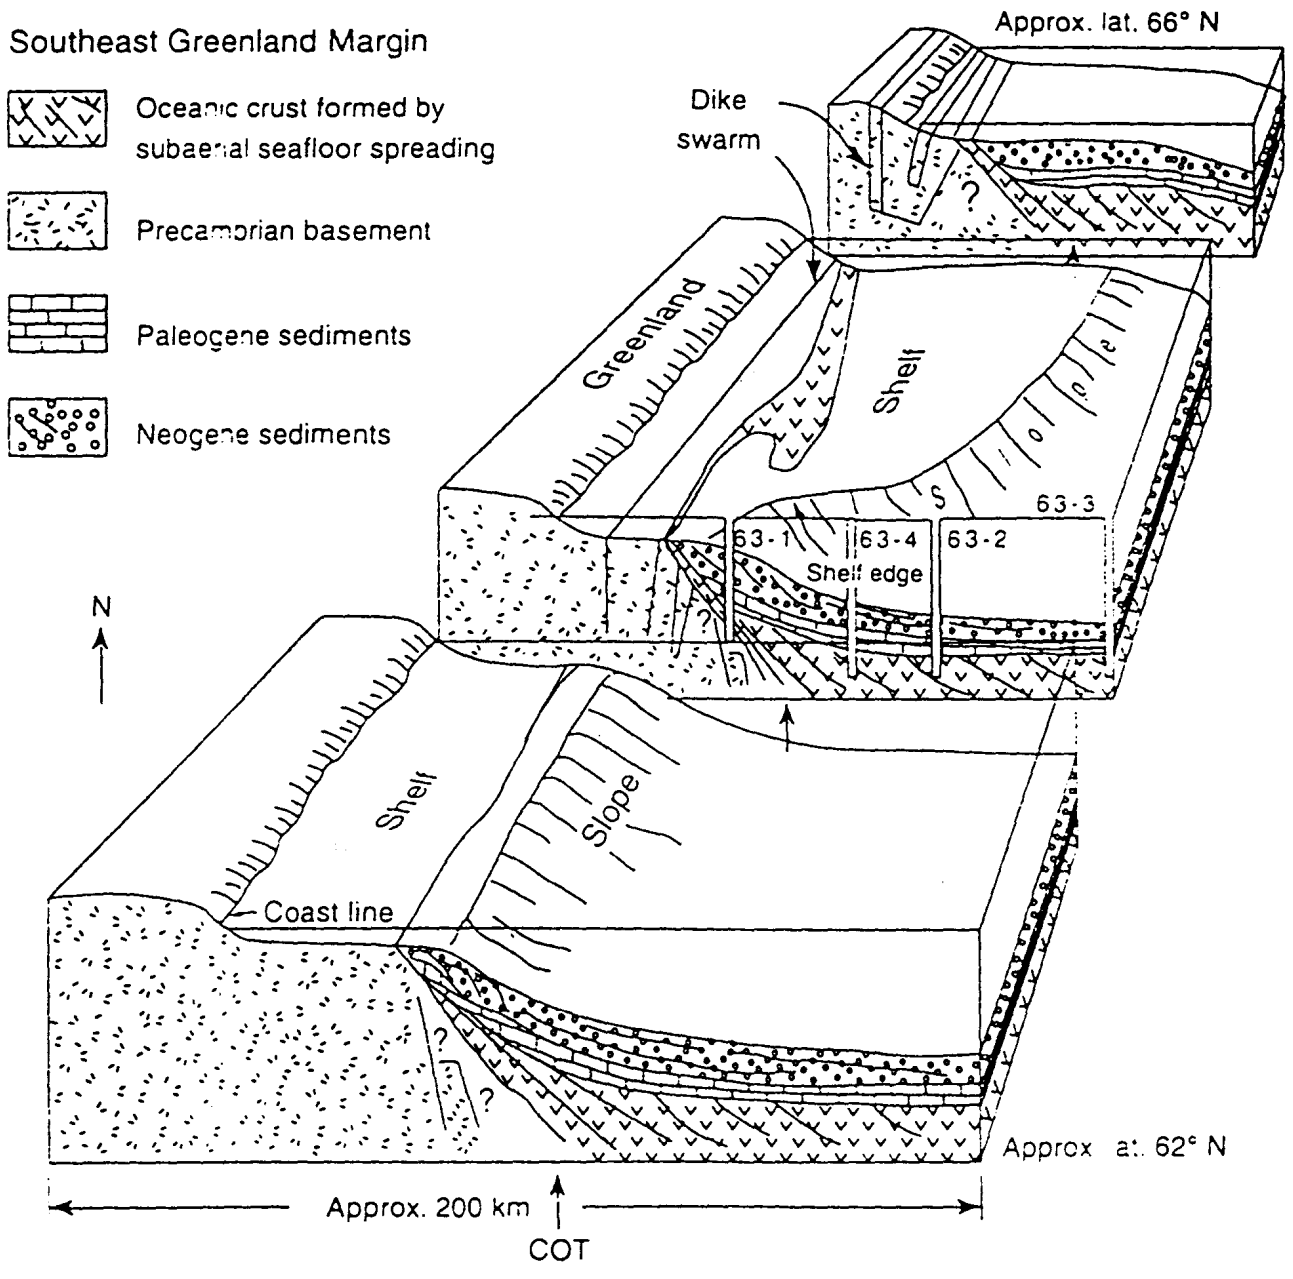 Southeast Greenland Margin
Oceanic crust formed by
subaerial seafloor spreading
Precambrian basement
Paleogene sediments
Neogene sediments
Approx. lat. 66° N
Dike
swarm
?
Greenland
Shelf
Slope
63-3
63-1
63-4
63-2
Shelf edge
?
N
Shelf
Slope
Coast line
?
?
Approx. lat. 62° N
Approx. 200 km
COT